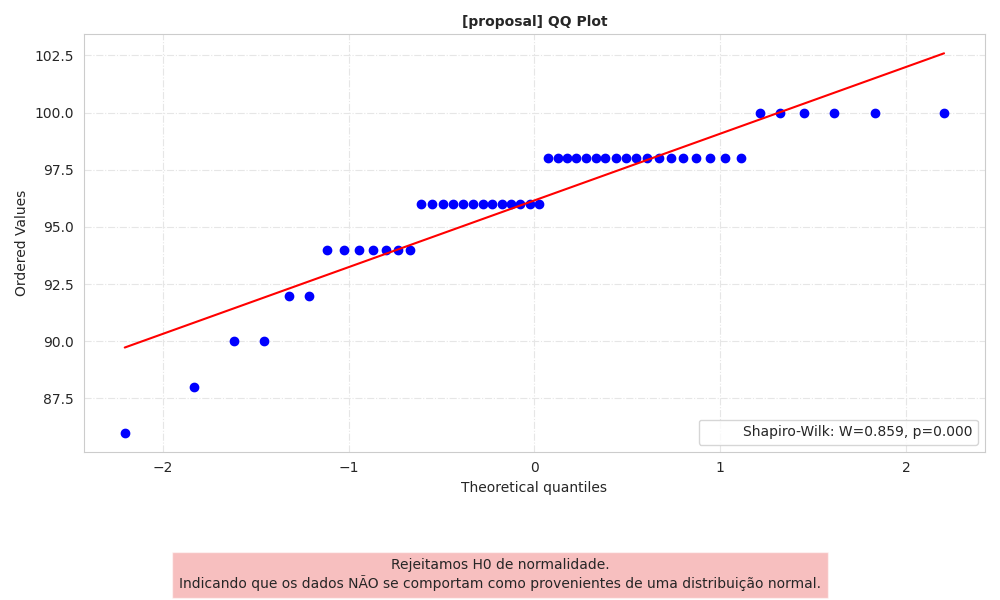 [proposal] QQ Plot
102.5
100.0
97.5
95.0
92.5
90.0
87.5
Ordered Values
Shapiro-Wilk: W=0.859, p=0.000
−2
−1
0
1
2
Theoretical quantiles
Rejeitamos H0 de normalidade.
Indicando que os dados NÃO se comportam como provenientes de uma distribuição normal.